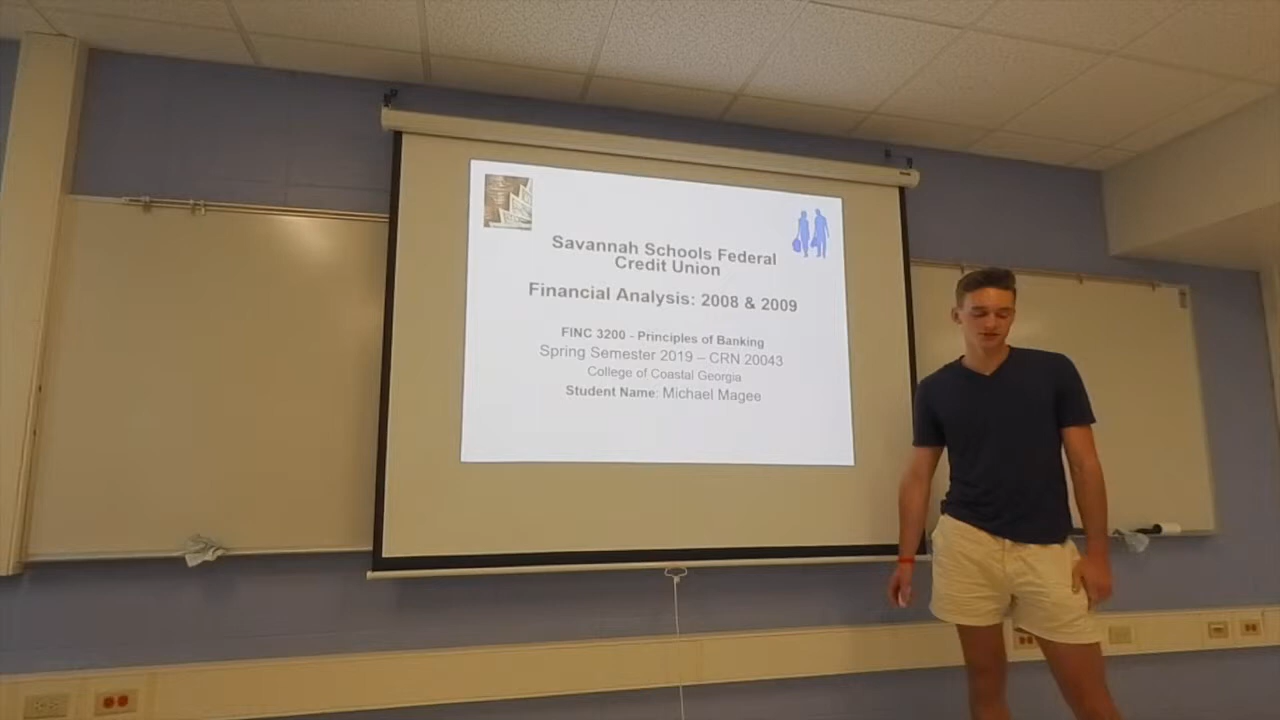 Savannah Schools Federal
Credit Union
Financial Analysis: 2008 & 2009
FINC 3200 - Principles of Banking
Spring Semester 2019 – CRN 20043
College of Coastal Georgia
Student Name: Michael Magee